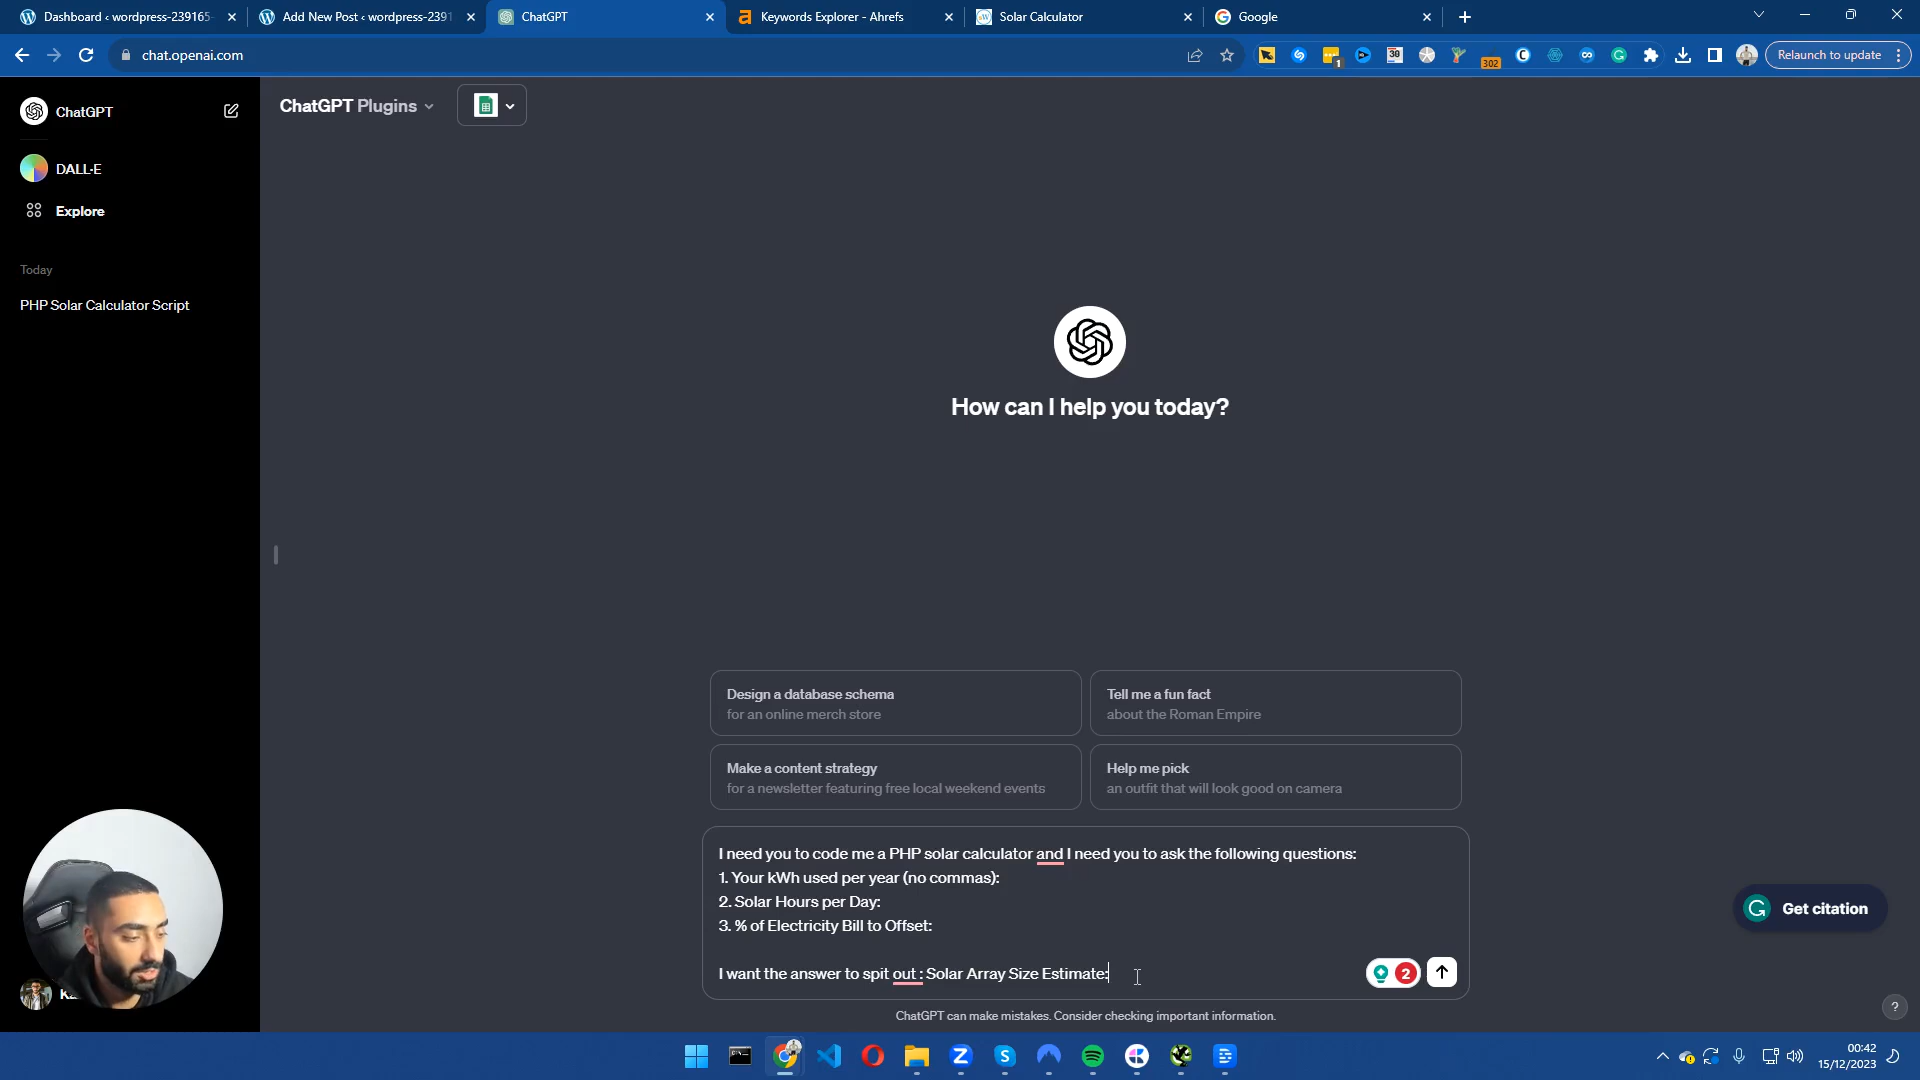 Dashboard ‹ wordpress-239165-
Add New Post ‹ wordpress-2391
ChatGPT
Keywords Explorer - Ahrefs
Solar Calculator
Google
chat.openai.com
1
30
302
Relaunch to update
ChatGPT
ChatGPT Plugins
DALL·E
Explore
Today
PHP Solar Calculator Script
How can I help you today?
Design a database schema
for an online merch store
Tell me a fun fact
about the Roman Empire
Make a content strategy
for a newsletter featuring free local weekend events
Help me pick
an outfit that will look good on camera
I need you to code me a PHP solar calculator and I need you to ask the following questions:
1. Your kWh used per year (no commas):
2. Solar Hours per Day:
3. % of Electricity Bill to Offset:
I want the answer to spit out : Solar Array Size Estimate:
2
Get citation
ChatGPT can make mistakes. Consider checking important information.
?
00:42
15/12/2023